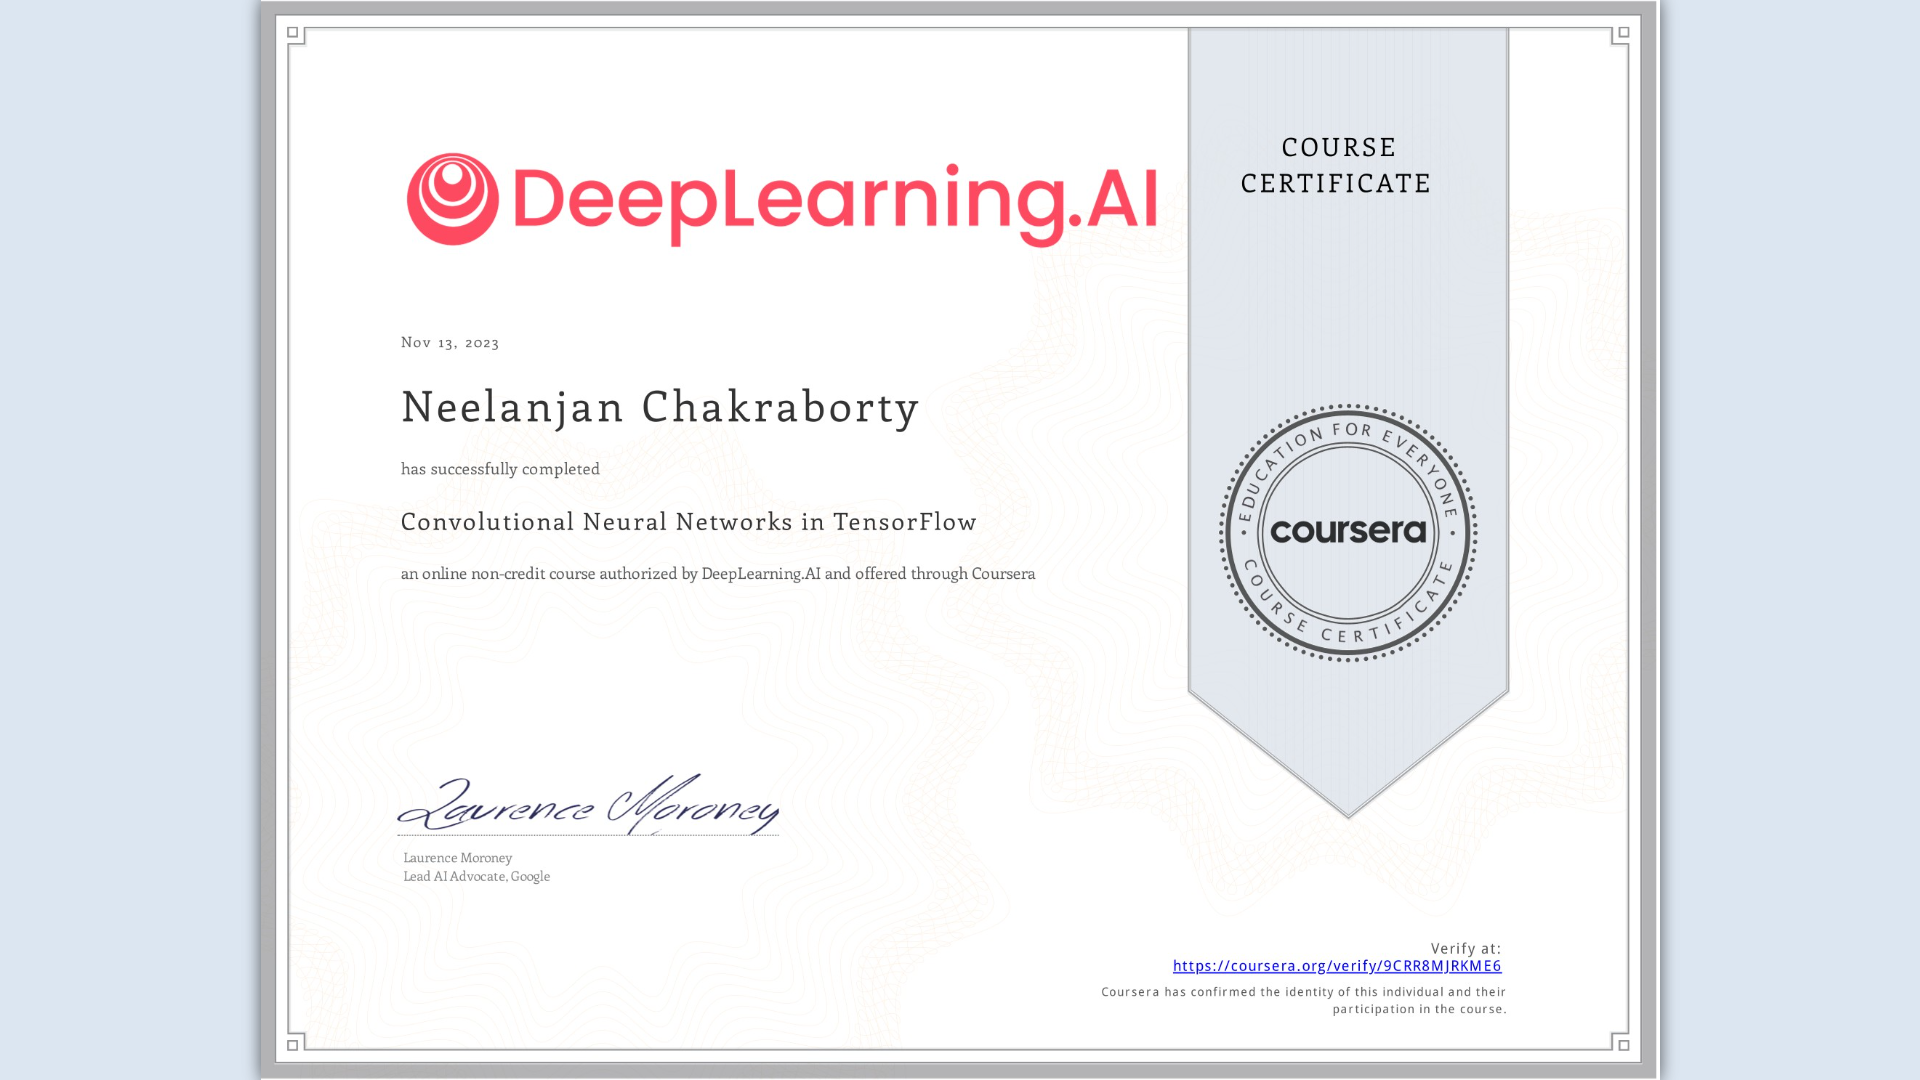 DeepLearning.AI
COURSE
CERTIFICATE
Nov 13, 2023
Neelanjan Chakraborty
has successfully completed
Convolutional Neural Networks in TensorFlow
an online non-credit course authorized by DeepLearning.AI and offered through Coursera
EDUCATION FOR EVERYONE
coursera
COURSE CERTIFICATE
Laurence Moroney
Laurence Moroney
Lead AI Advocate, Google
Verify at:
https://coursera.org/verify/9CRR8MJRKME6
Coursera has confirmed the identity of this individual and their
participation in the course.